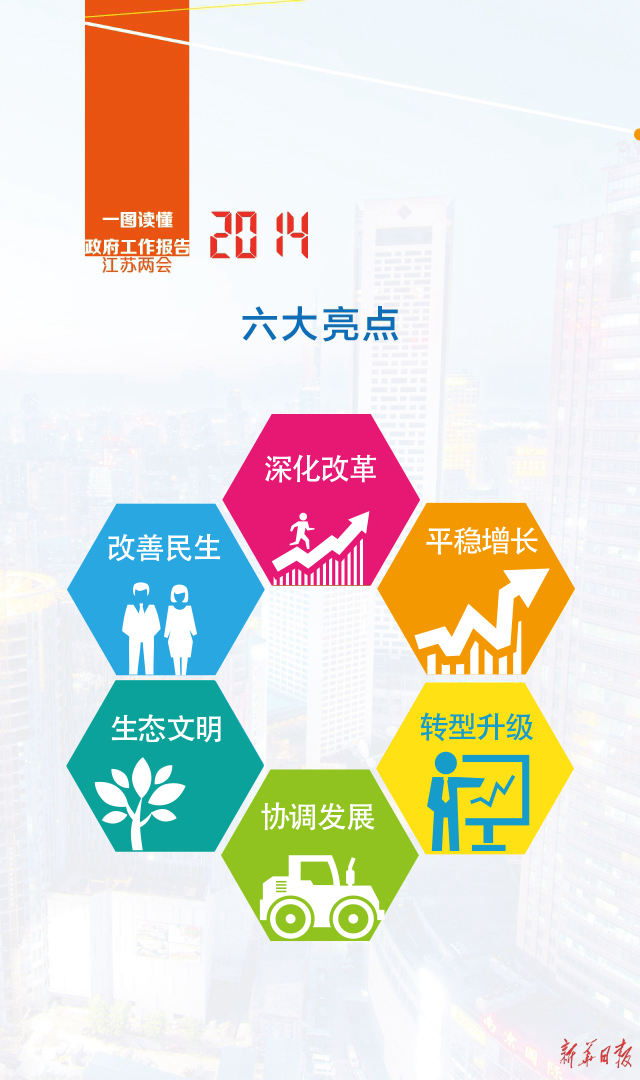 一图读懂
政府工作报告
江苏两会
2014
六大亮点
深化改革
平稳增长
改善民生
转型升级
生态文明
协调发展
新华日报